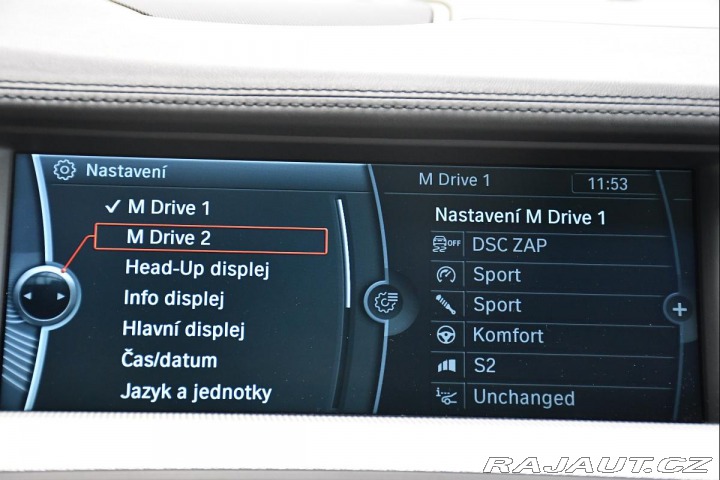 Nastavení
M Drive 1
11:53
✓ M Drive 1
M Drive 2
Head-Up displej
Info displej
Hlavní displej
Čas/datum
Jazyk a jednotky
Nastavení M Drive 1
OFF DSC ZAP
Sport
Sport
Komfort
S2
Unchanged
RAJAUT.CZ